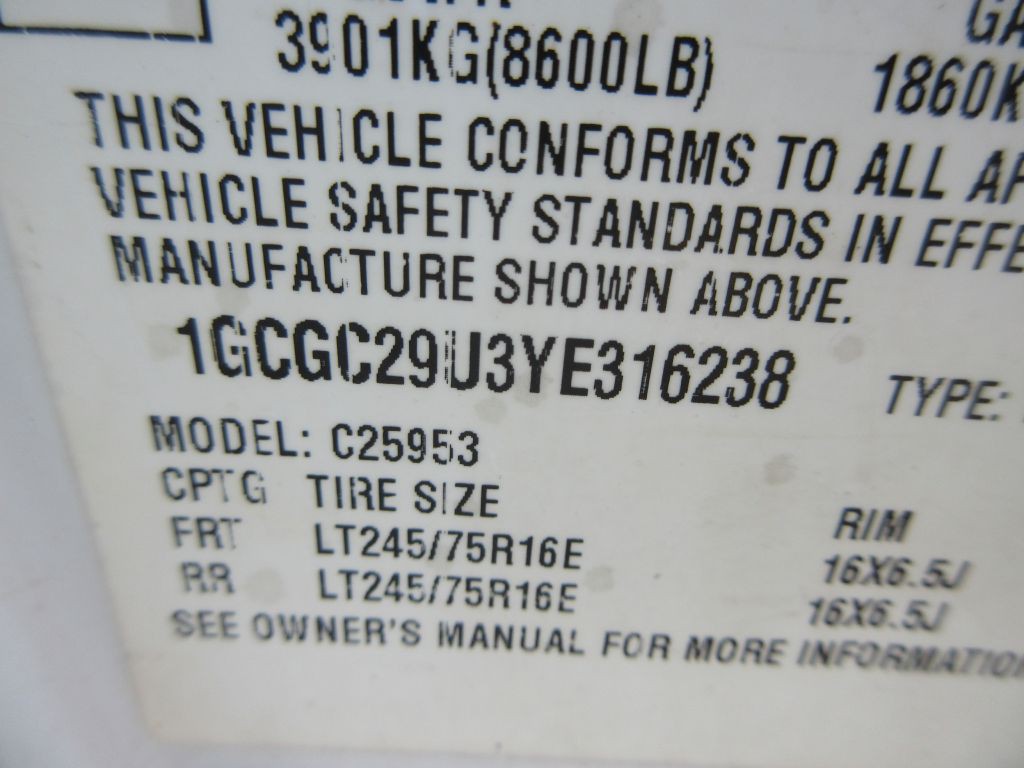 3901KG(8600LB) 1860K
THIS VEHICLE CONFORMS TO ALL AP
VEHICLE SAFETY STANDARDS IN EFFE
MANUFACTURE SHOWN ABOVE.
1GCGC29U3YE316238 TYPE:
MODEL: C25953
CPTG TIRE SIZE RIM
FRT LT245/75R16E 16X6.5J
RR LT245/75R16E 16X6.5J
SEE OWNER'S MANUAL FOR MORE INFORMATION